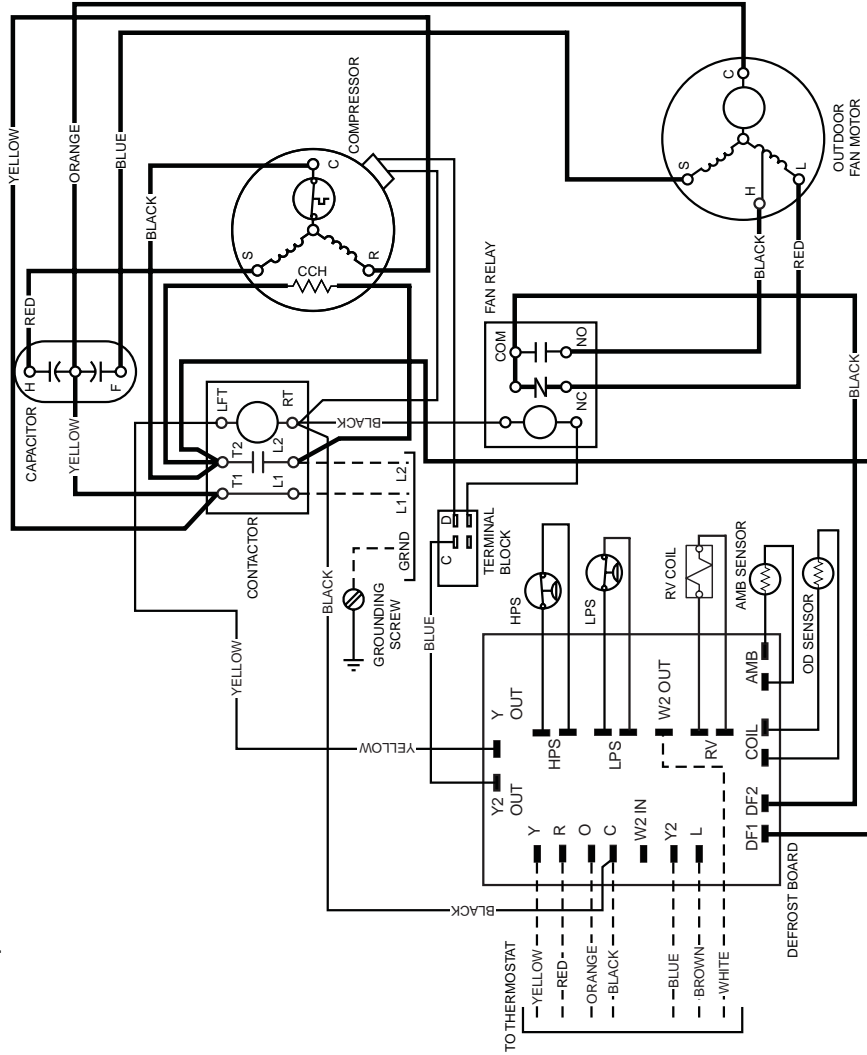 YELLOW
ORANGE
BLUE
BLACK
RED
CAPACITOR
H
F
YELLOW
COMPRESSOR
C
S
R
CCH
OUTDOOR
FAN MOTOR
C
S
H
L
BLACK
RED
FAN RELAY
COM
NO
NC
BLACK
LFT
RT
T2
L2
T1
L1
CONTACTOR
BLACK
L1
L2
GRND
GROUNDING
SCREW
BLACK
YELLOW
BLUE
C
D
TERMINAL
BLOCK
HPS
LPS
RV COIL
AMB SENSOR
OD SENSOR
YELLOW
Y
OUT
Y2
OUT
HPS
LPS
W2 OUT
RV
AMB
COIL
DF2
DF1
Y
R
O
C
W2 IN
Y2
L
DEFROST BOARD
BLACK
TO THERMOSTAT
YELLOW
RED
ORANGE
BLACK
BLUE
BROWN
WHITE